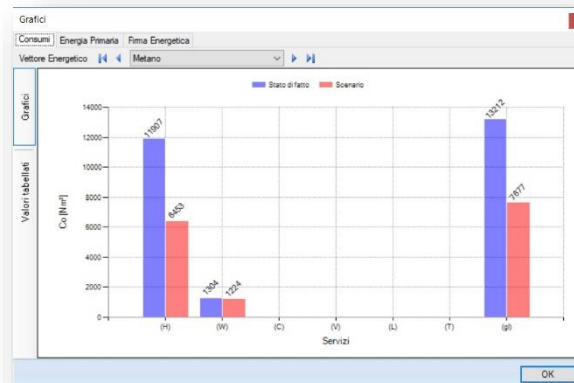 Grafici
Consumi Energia Primaria Firma Energetica
Vettore Energetico Metano
Grafici
Valori tabellati
Stato di fatto Scenario
Co [Nm³]
14000
12000
10000
8000
6000
4000
2000
0
11907
6453
1304
1224
13212
7677
(H) (W) (C) (V) (L) (T) (gl)
Servizi
OK